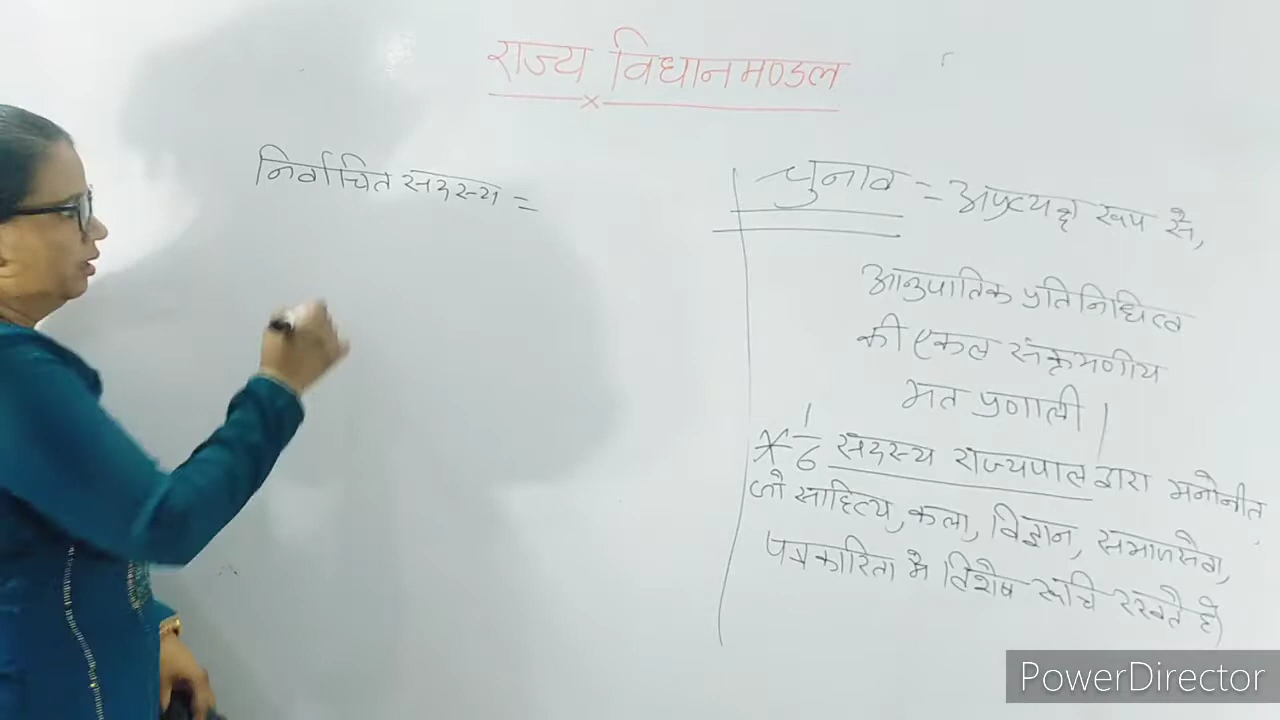 राज्य विधानमण्डल
निर्वाचित सदस्य =
चुनाव = अप्रत्यक्ष रूप से,
आनुपातिक प्रतिनिधित्व
की एकल संक्रमणीय
मत प्रणाली |
* 1/6 सदस्य राज्यपाल द्वारा मनोनीत
जो साहित्य, कला, विज्ञान, समाजसेवा,
पत्रकारिता मे विशेष रूचि रखते हो
PowerDirector